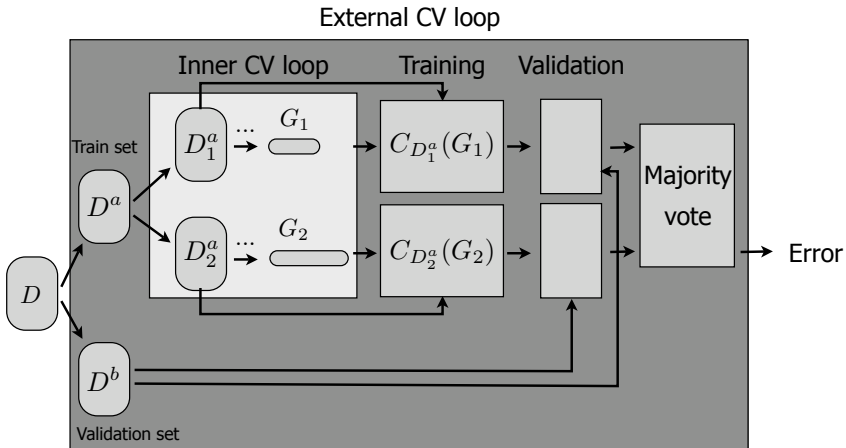 External CV loop
Inner CV loop Training Validation
Train set
D^a
D_1^a
...
G_1
C_{D_1^a}(G_1)
D_2^a
...
G_2
C_{D_2^a}(G_2)
Majority
vote
Error
D
D^b
Validation set